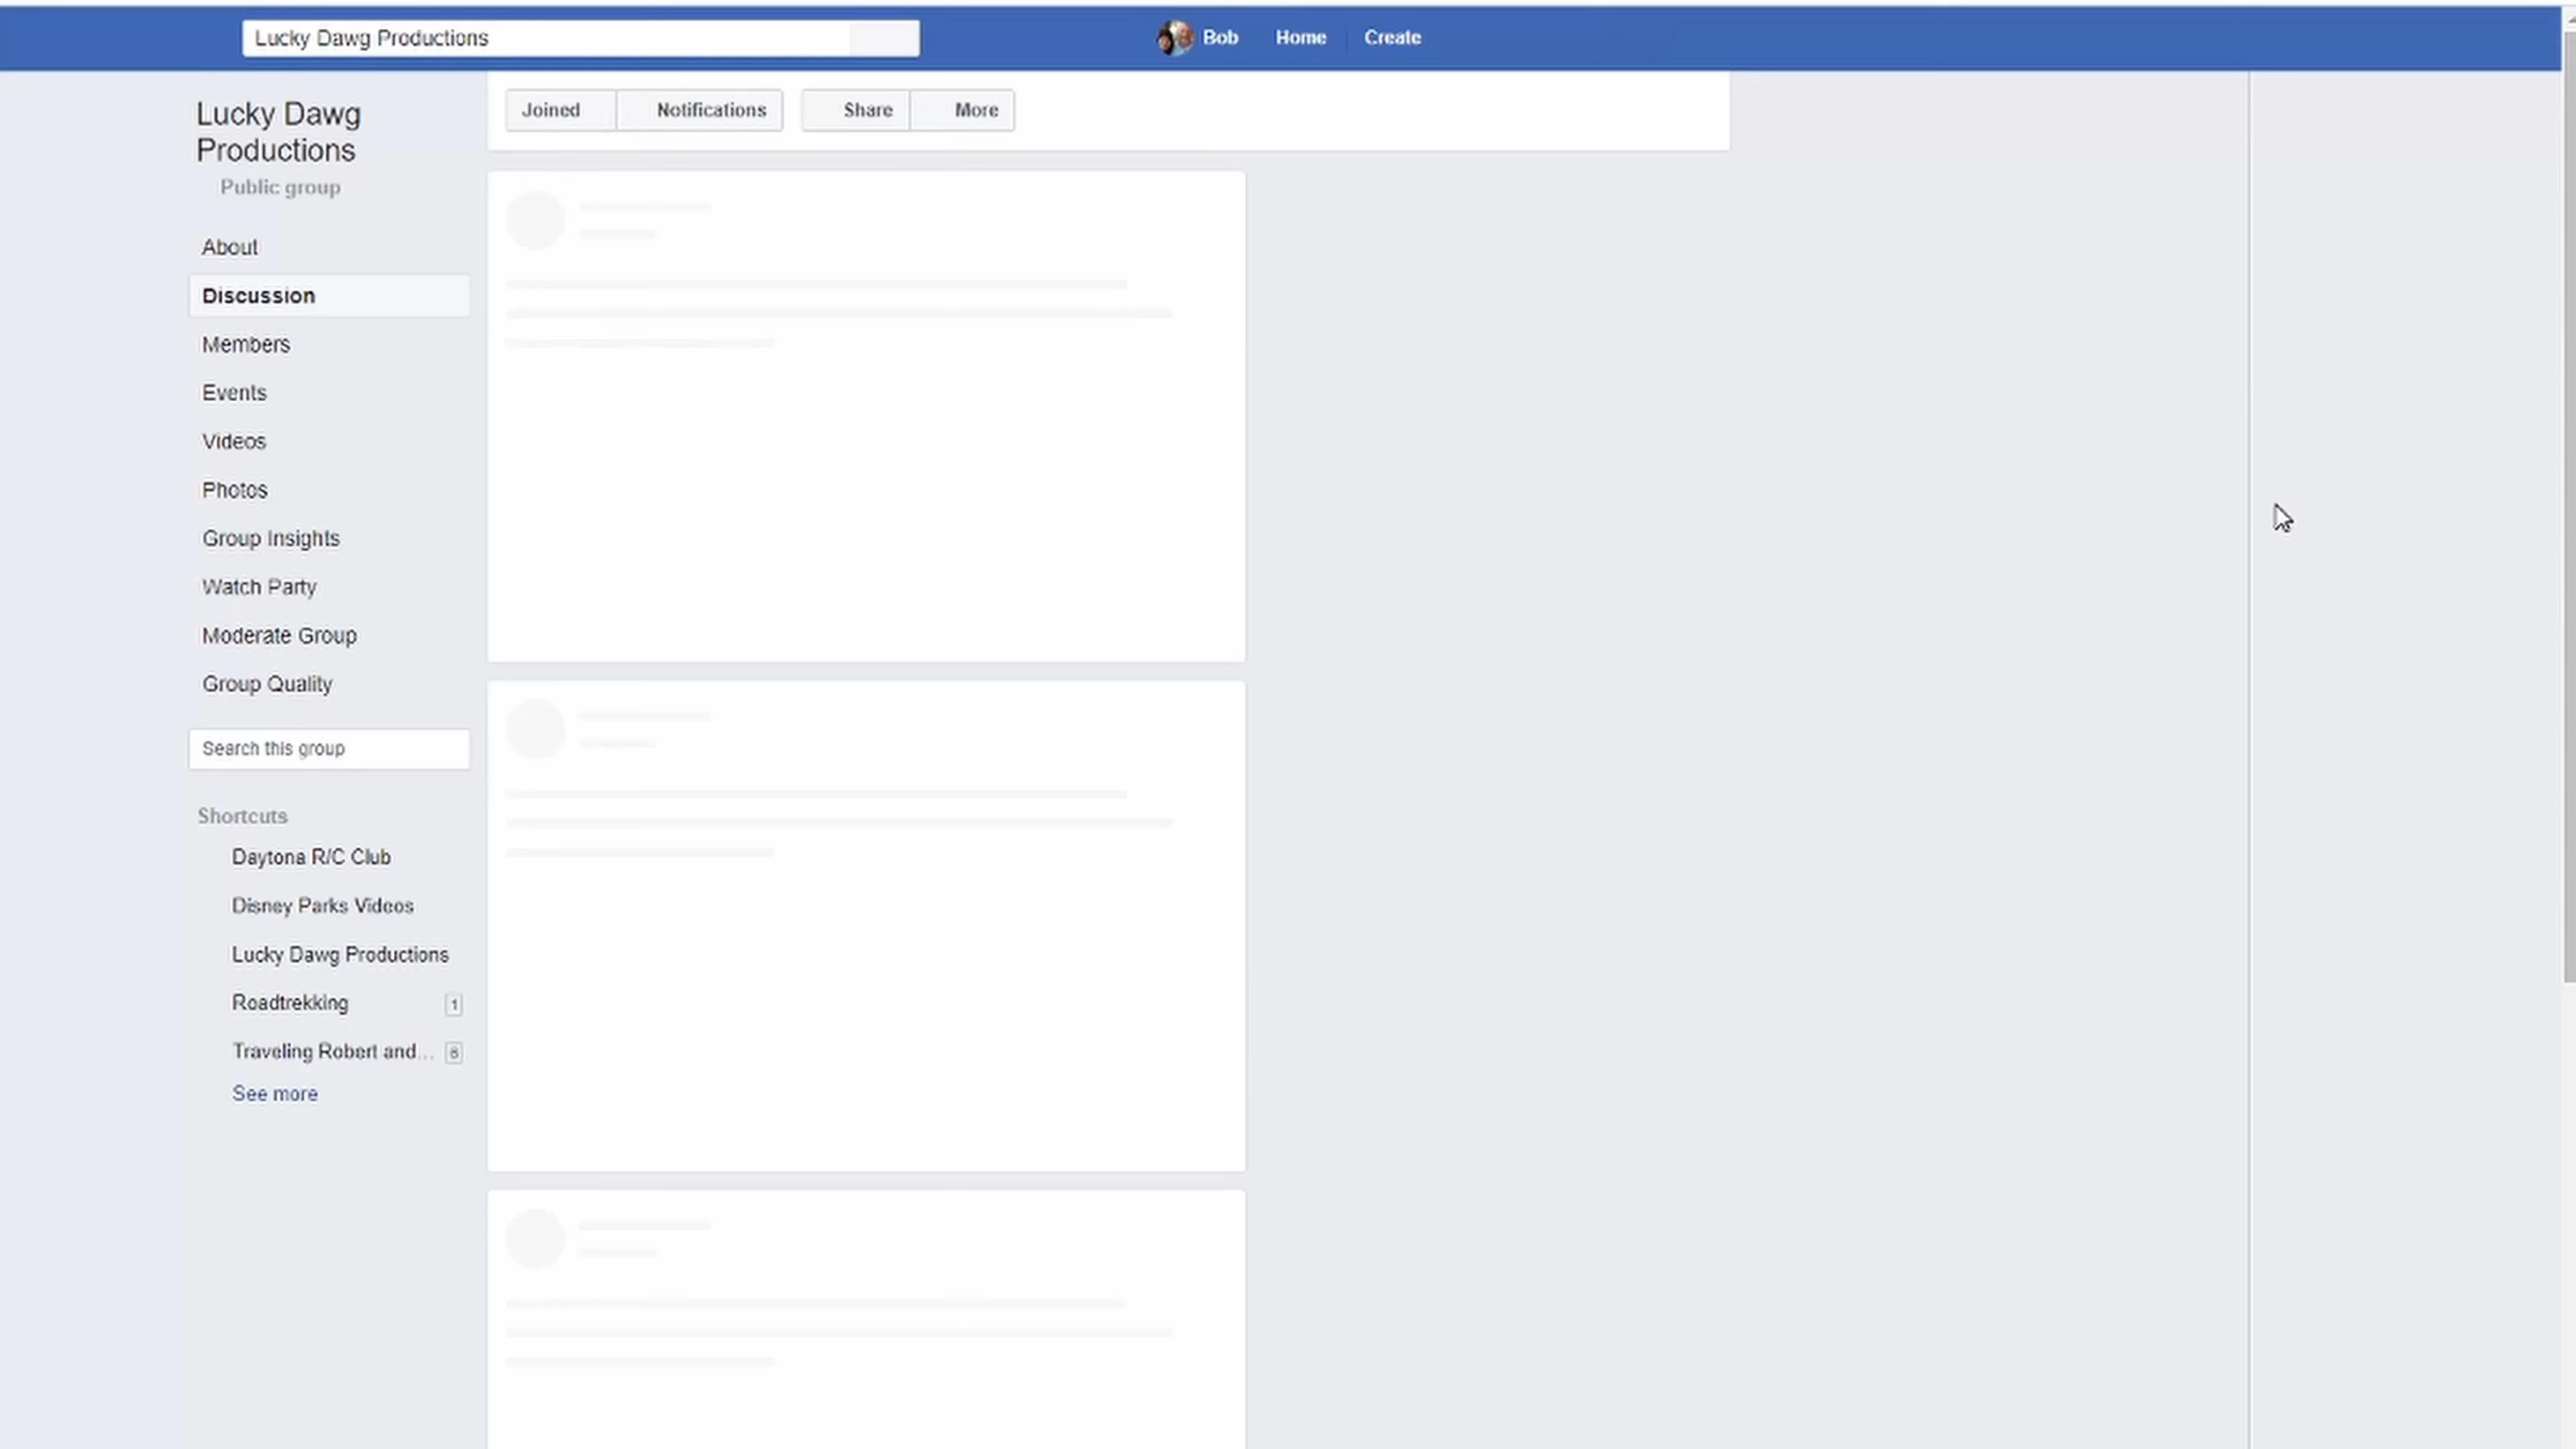 Lucky Dawg Productions
Bob Home Create
Lucky Dawg
Productions
Public group
About
Discussion
Members
Events
Videos
Photos
Group Insights
Watch Party
Moderate Group
Group Quality
Search this group
Shortcuts
Daytona R/C Club
Disney Parks Videos
Lucky Dawg Productions
Roadtrekking 1
Traveling Robert and... 8
See more
Joined Notifications Share More